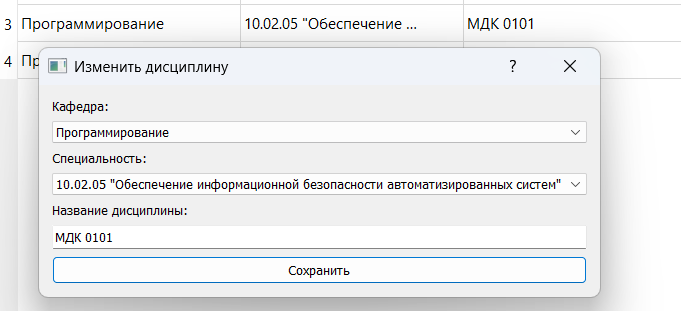 3 Программирование 10.02.05 "Обеспечение ... МДК 0101
4 Пр
Изменить дисциплину ?
Кафедра:
Программирование
Специальность:
10.02.05 "Обеспечение информационной безопасности автоматизированных систем"
Название дисциплины:
МДК 0101
Сохранить